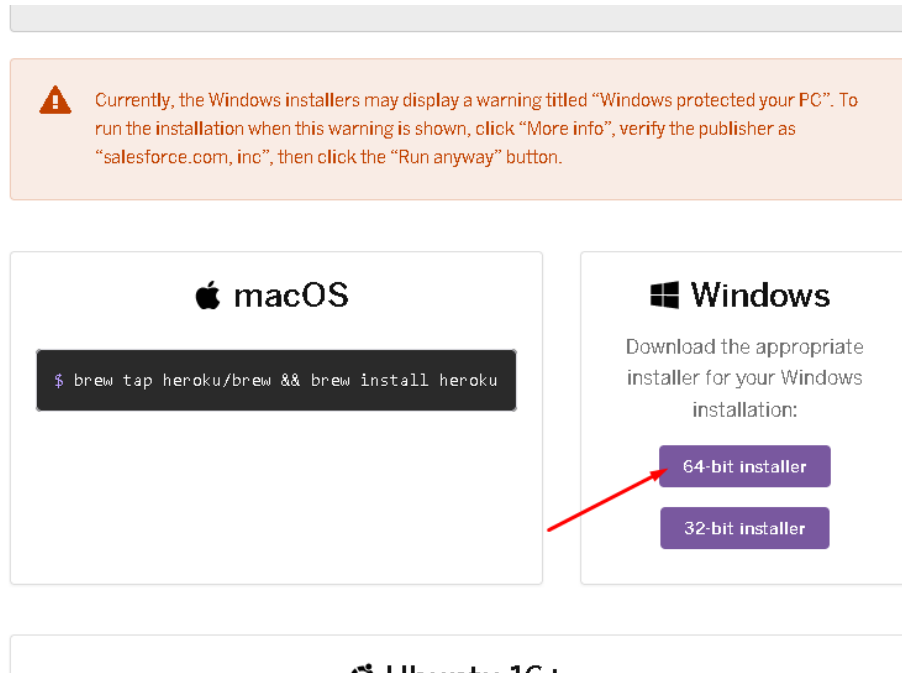 Currently, the Windows installers may display a warning titled “Windows protected your PC”. To
run the installation when this warning is shown, click “More info”, verify the publisher as
“salesforce.com, inc”, then click the “Run anyway” button.
macOS
$ brew tap heroku/brew && brew install heroku
Windows
Download the appropriate
installer for your Windows
installation:
64-bit installer
32-bit installer